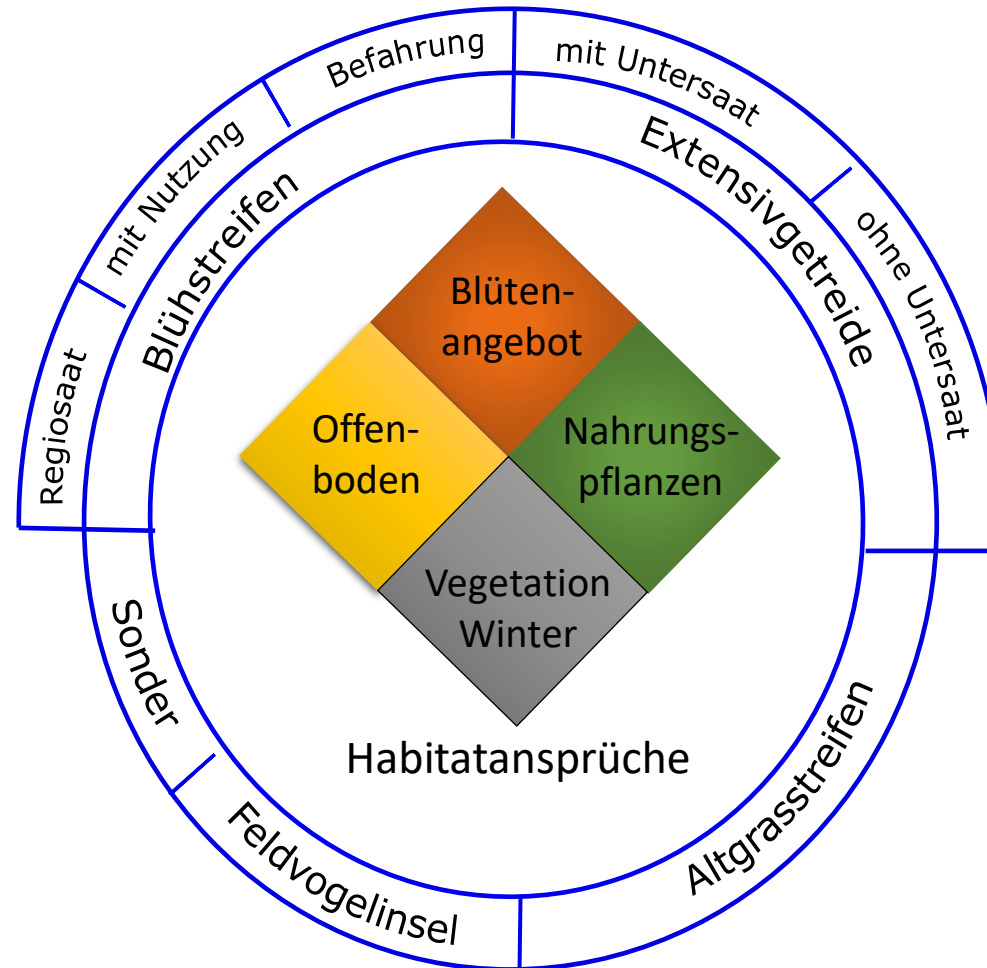 Befahrung
mit Untersaat
mit Nutzung
ohne Untersaat
Regiosaat
Blühstreifen
Extensivgetreide
Blüten-
angebot
Offen-
boden
Nahrungs-
pflanzen
Vegetation
Winter
Habitatansprüche
Sonder
Feldvogelinsel
Altgrasstreifen